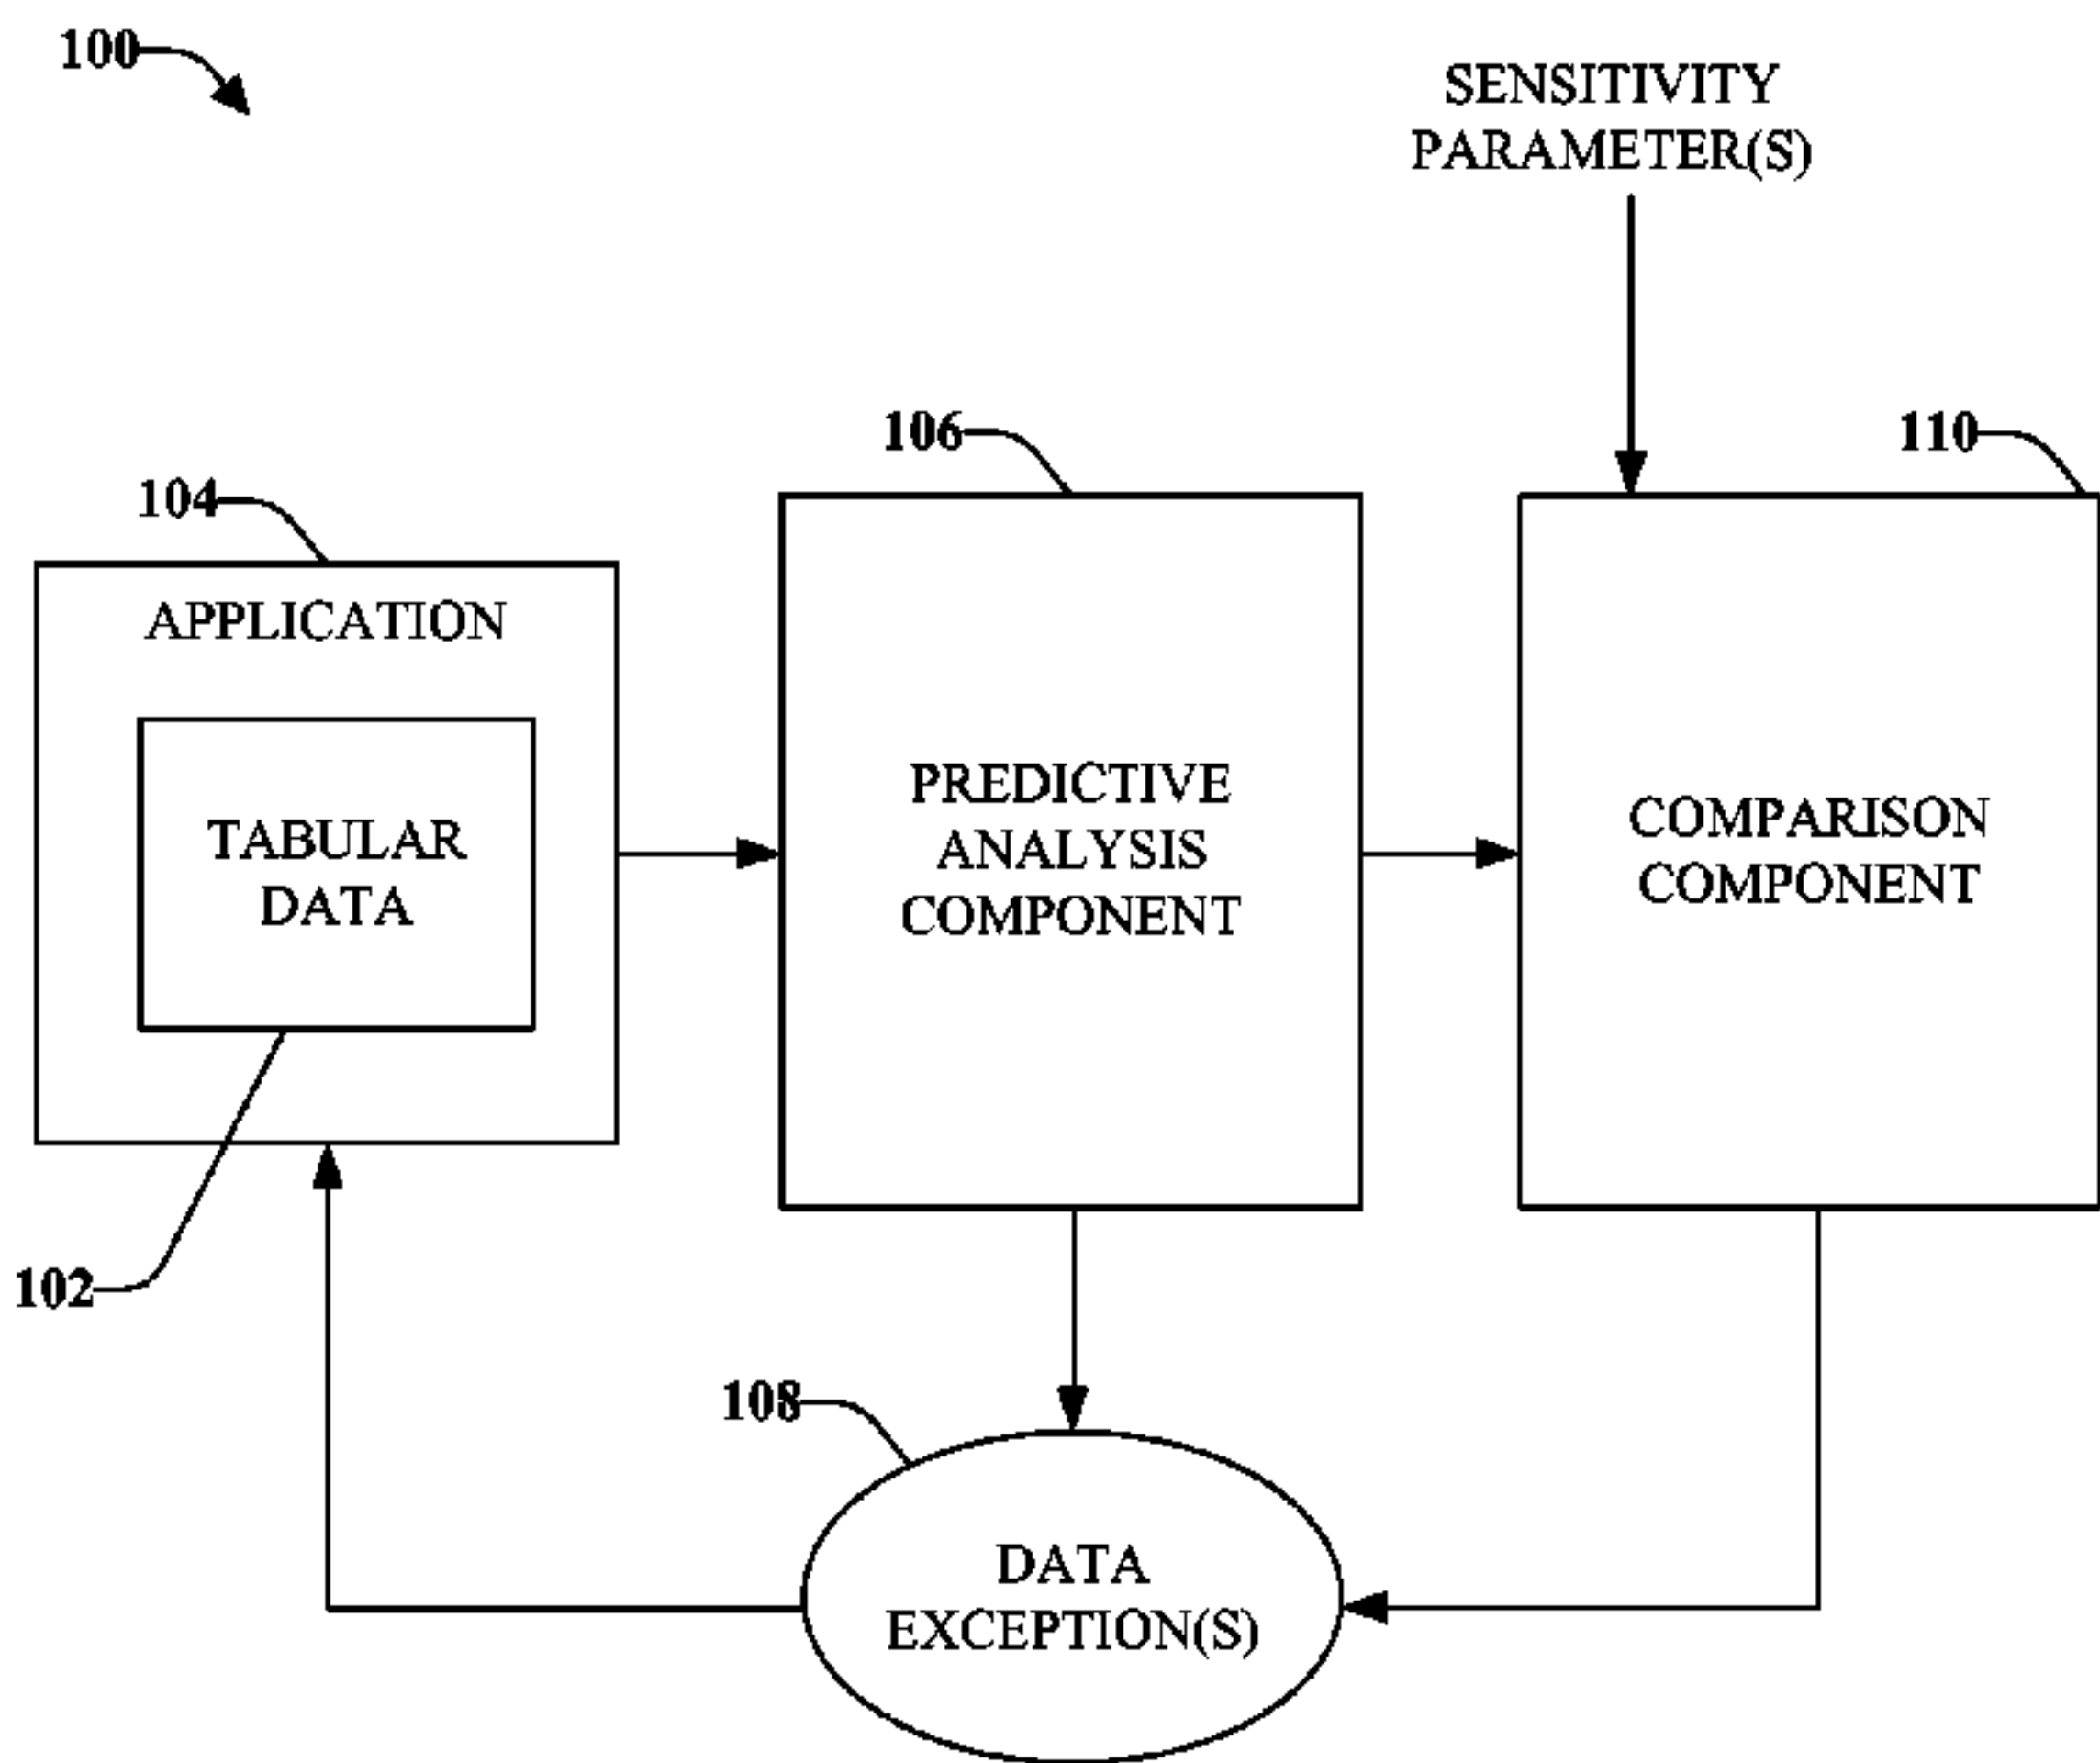 100
SENSITIVITY
PARAMETER(S)
106
110
104
APPLICATION
TABULAR
DATA
PREDICTIVE
ANALYSIS
COMPONENT
COMPARISON
COMPONENT
102
108
DATA
EXCEPTION(S)